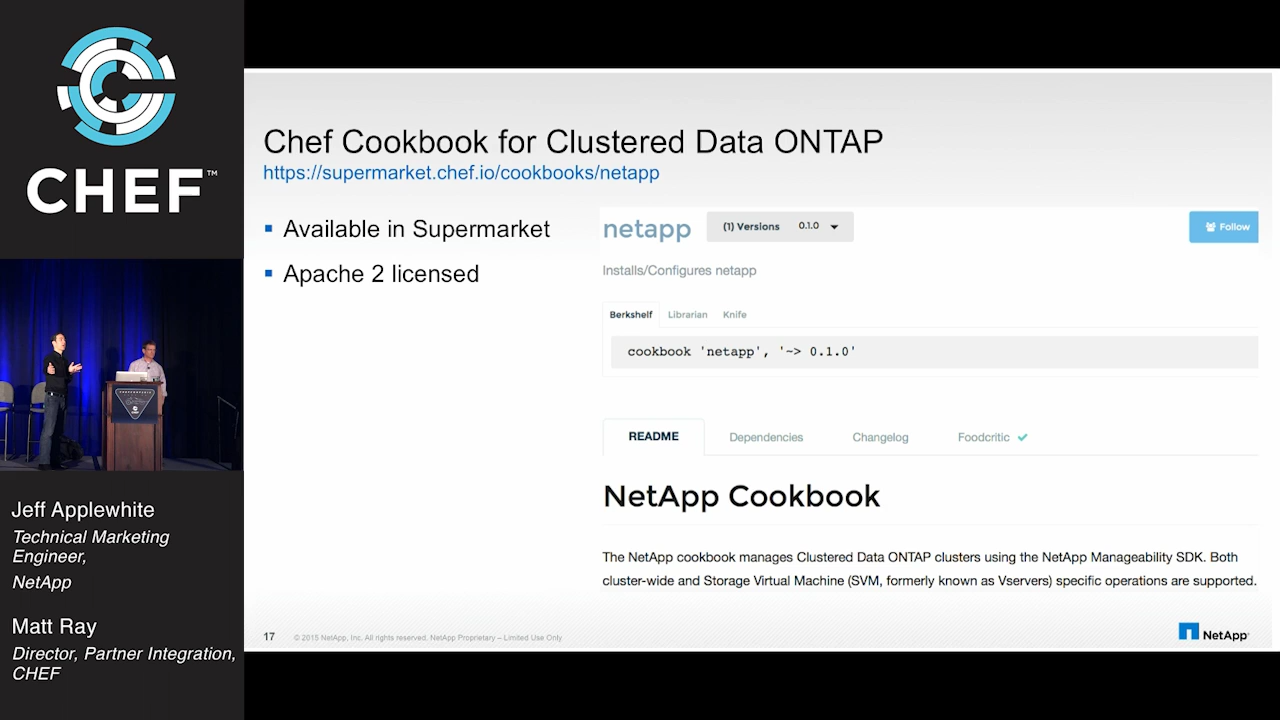 CHEF™
Jeff Applewhite
Technical Marketing
Engineer,
NetApp
Matt Ray
Director, Partner Integration,
CHEF
Chef Cookbook for Clustered Data ONTAP
https://supermarket.chef.io/cookbooks/netapp
Available in Supermarket
Apache 2 licensed
netapp
(1) Versions 0.1.0
Follow
Installs/Configures netapp
Berkshelf Librarian Knife
cookbook 'netapp', '~> 0.1.0'
README Dependencies Changelog Foodcritic
NetApp Cookbook
The NetApp cookbook manages Clustered Data ONTAP clusters using the NetApp Manageability SDK. Both
cluster-wide and Storage Virtual Machine (SVM, formerly known as Vservers) specific operations are supported.
17 © 2015 NetApp, Inc. All rights reserved. NetApp Proprietary – Limited Use Only
NetApp